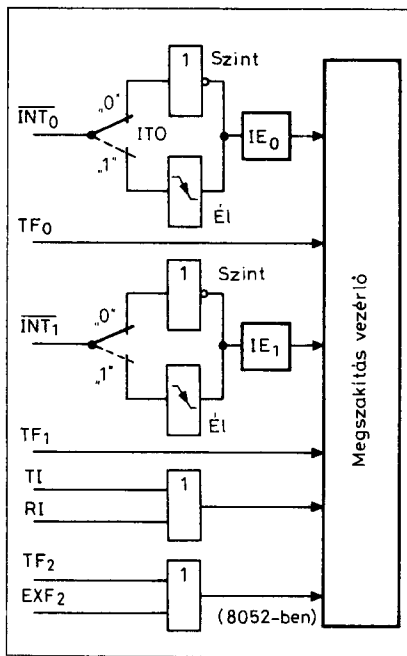 1
Szint
„0"
INT0
ITO
IE0
„1"
Él
TF0
1
Szint
„0"
INT1
IE1
„1"
Él
TF1
TI
1
RI
TF2
1
EXF2
(8052-ben)
Megszakítás vezérlő